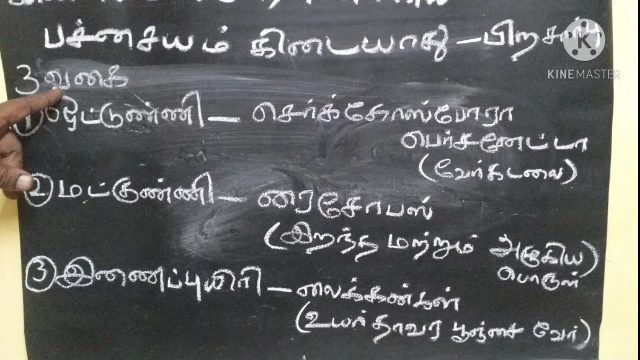 பச்சையம் கிடையாது - பிற சார்பு
KINEMASTER
3 வகை
① ஒட்டுண்ணி - செர்க்கோஸ்போரா
பெர்சனேட்டா
(வேர்கடலை)
② மட்குண்ணி - ரைசோபஸ்
(இறந்த மற்றும் அழுகிய
பொருள்)
③ இணைப்புயிரி - லைக்கன்கள்
(உயர் தாவர பூஞ்சை வேர்)